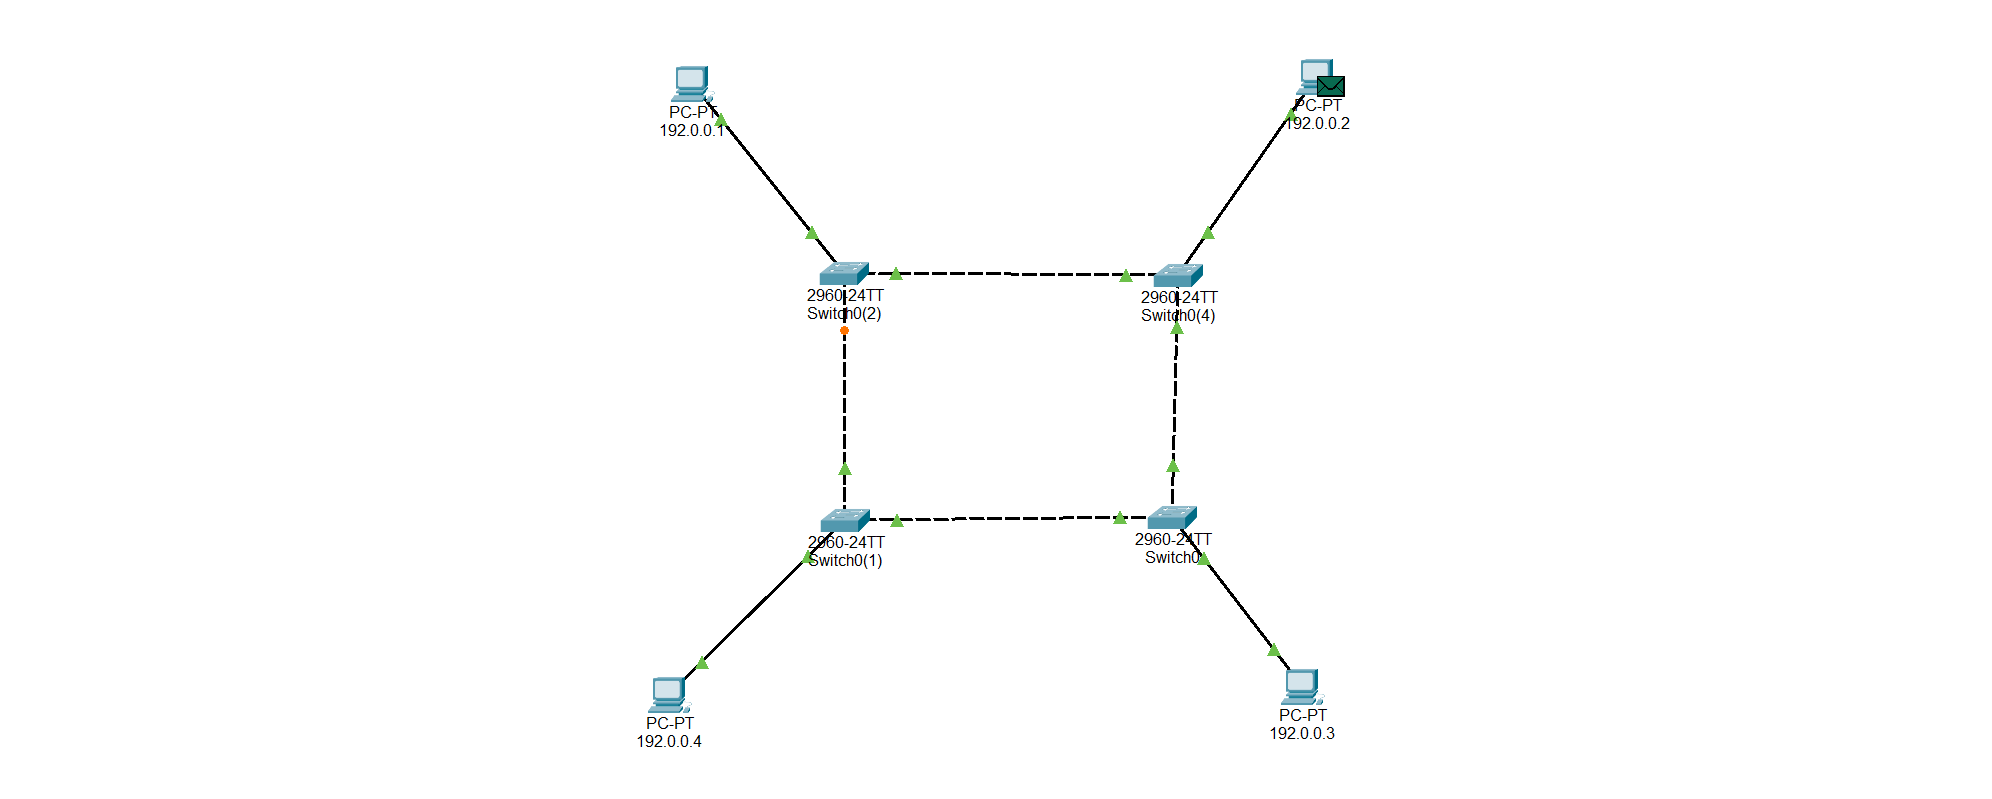 PC-PT
192.0.0.1
PC-PT
192.0.0.2
2960-24TT
Switch0(2)
2960-24TT
Switch0(4)
2960-24TT
Switch0(1)
2960-24TT
Switch0
PC-PT
192.0.0.4
PC-PT
192.0.0.3